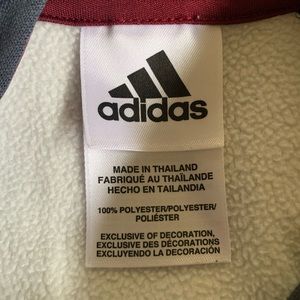 adidas
MADE IN THAILAND
FABRIQUÉ AU THAÏLANDE
HECHO EN TAILANDIA
100% POLYESTER/POLYESTER/
POLIÉSTER
EXCLUSIVE OF DECORATION,
EXCLUSIVE DES DÉCORATIONS
EXCLUYENDO LA DECORACIÓN